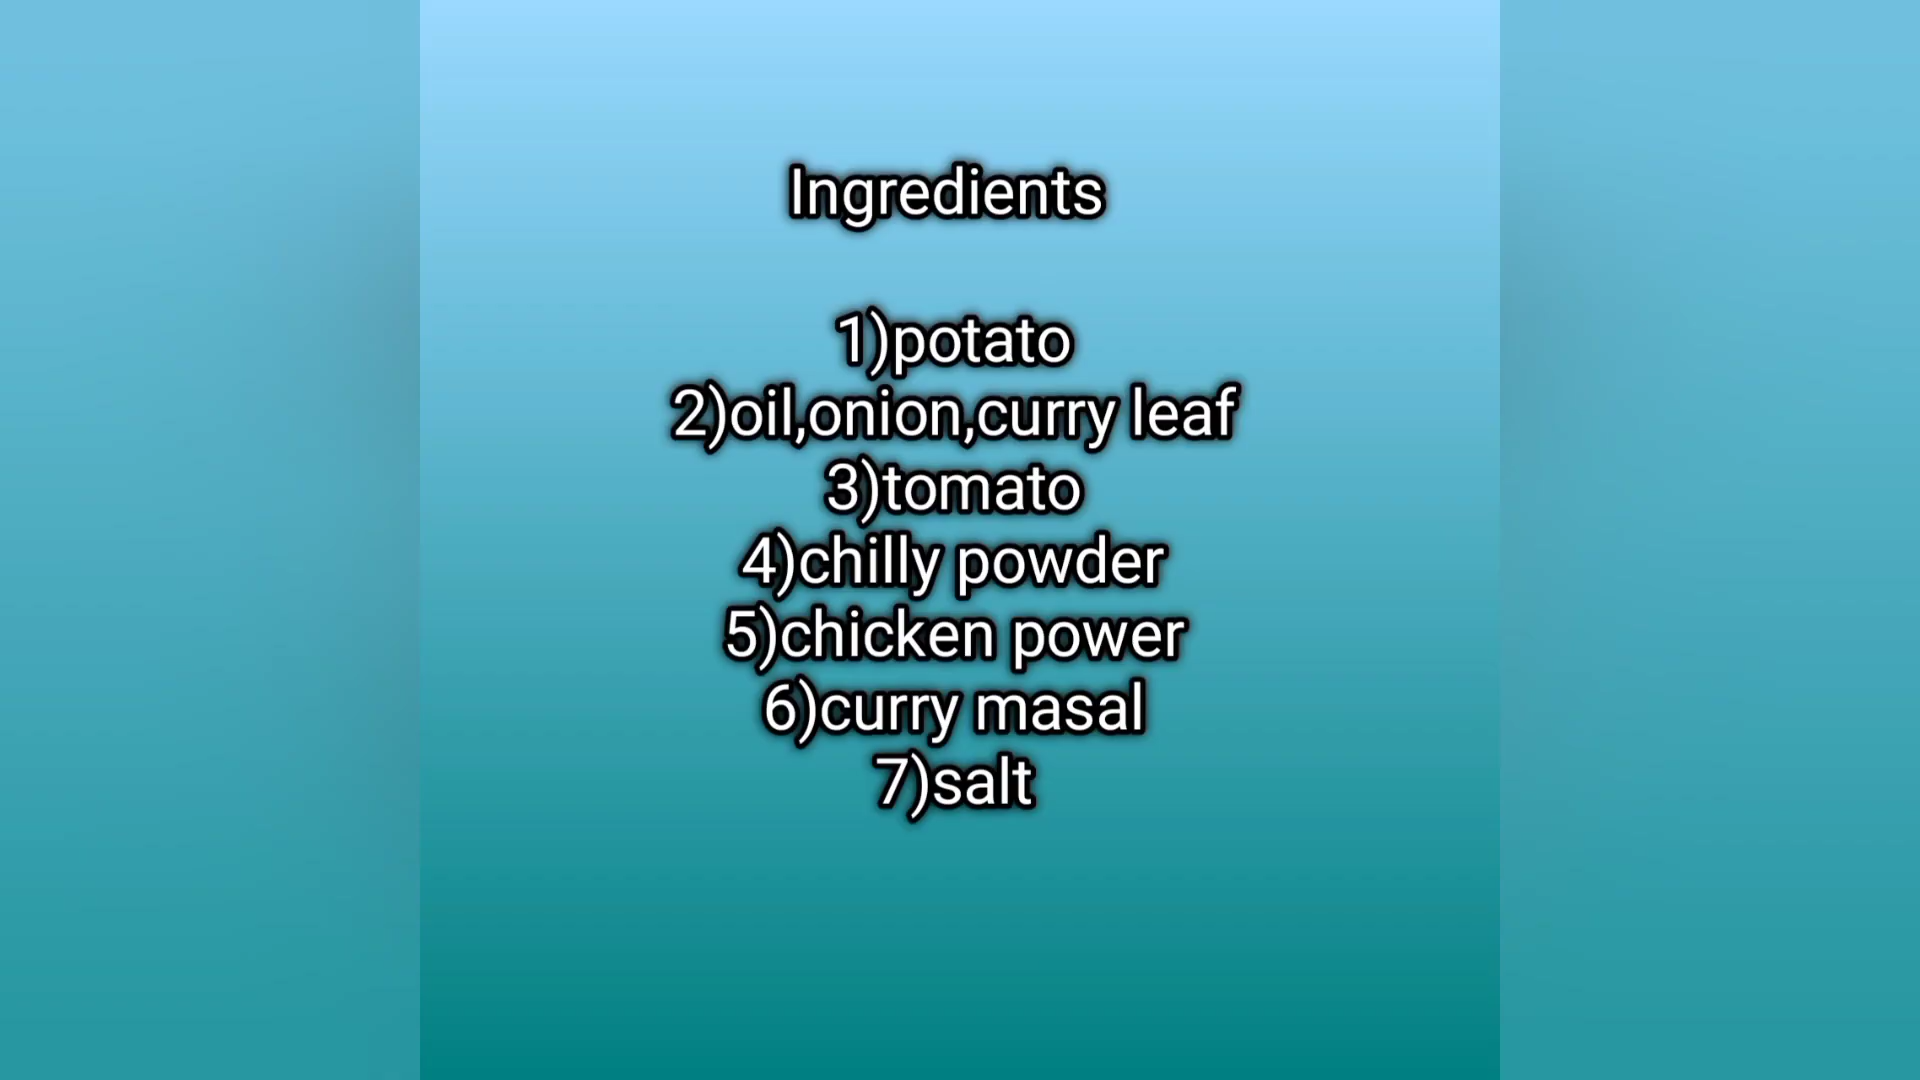 Ingredients
1)potato
2)oil,onion,curry leaf
3)tomato
4)chilly powder
5)chicken power
6)curry masal
7)salt